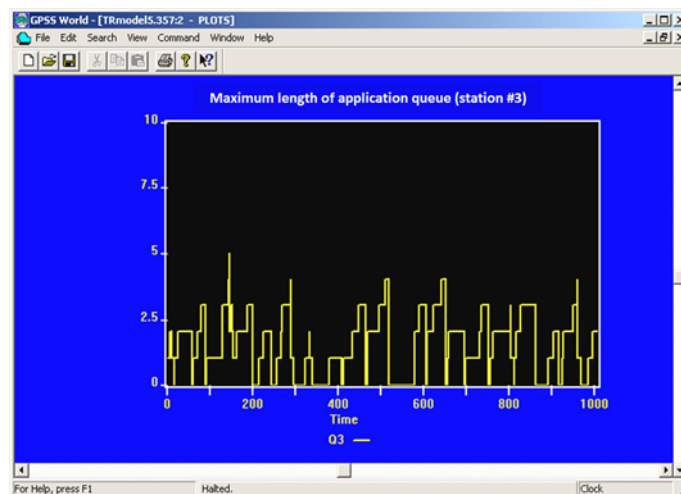 GPSS World - [TRmodel5.357:2 - PLOTS]
File Edit Search View Command Window Help
Maximum length of application queue (station #3)
10
7.5
5
2.5
0
0 200 400 600 800 1000
Time
Q3
For Help, press F1 Halted. Clock